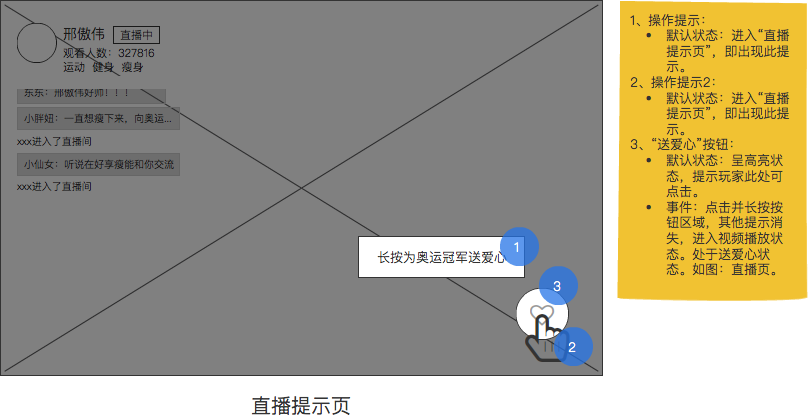 邢傲伟 直播中
观看人数：327816
运动 健身 瘦身
东东：邢傲伟好帅！！！
小胖妞：一直想瘦下来，向奥运...
xxx进入了直播间
小仙女：听说在好享瘦能和你交流
xxx进入了直播间
长按为奥运冠军送爱心
1
3
2
直播提示页
1、操作提示：
• 默认状态：进入“直播
提示页”，即出现此提
示。
2、操作提示2：
• 默认状态：进入“直播
提示页”，即出现此提
示。
3、“送爱心”按钮：
• 默认状态：呈高亮状
态，提示玩家此处可
点击。
• 事件：点击并长按按
钮区域，其他提示消
失，进入视频播放状
态。处于送爱心状
态。如图：直播页。